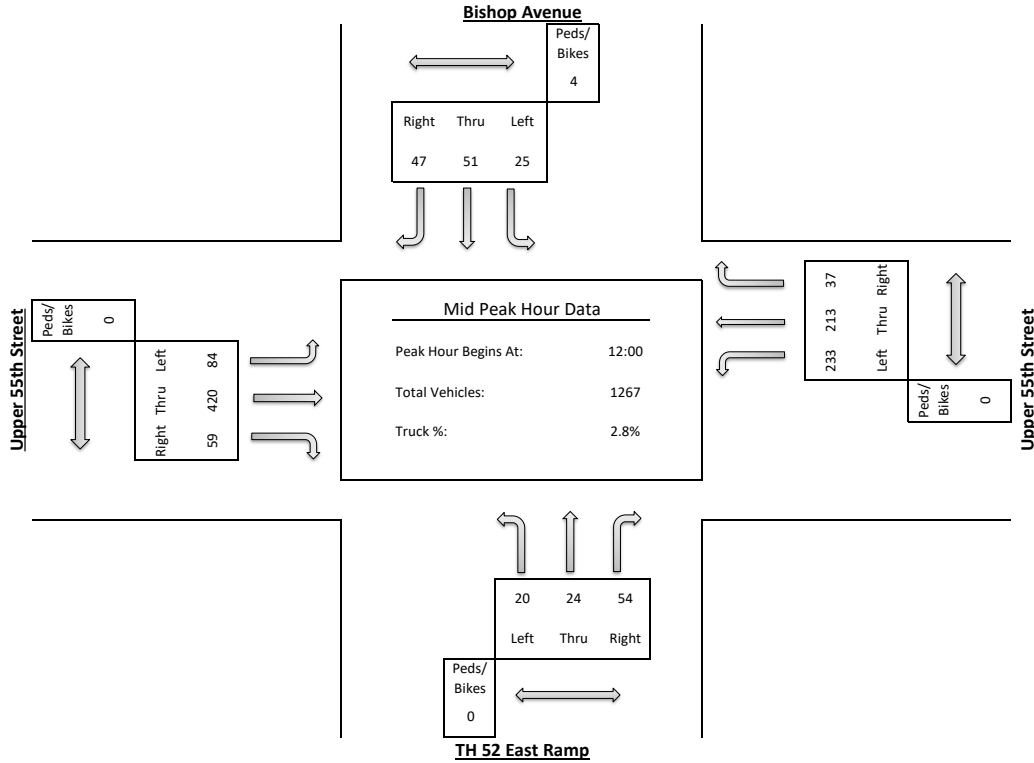 Bishop Avenue
Peds/
Bikes
4
Right Thru Left
47 51 25
Upper 55th Street
Peds/
Bikes
0
Left 84
Thru 420
Right 59
Mid Peak Hour Data
Peak Hour Begins At: 12:00
Total Vehicles: 1267
Truck %: 2.8%
37 Right
213 Thru
233 Left
Peds/
Bikes
0
Upper 55th Street
20 24 54
Left Thru Right
Peds/
Bikes
0
TH 52 East Ramp